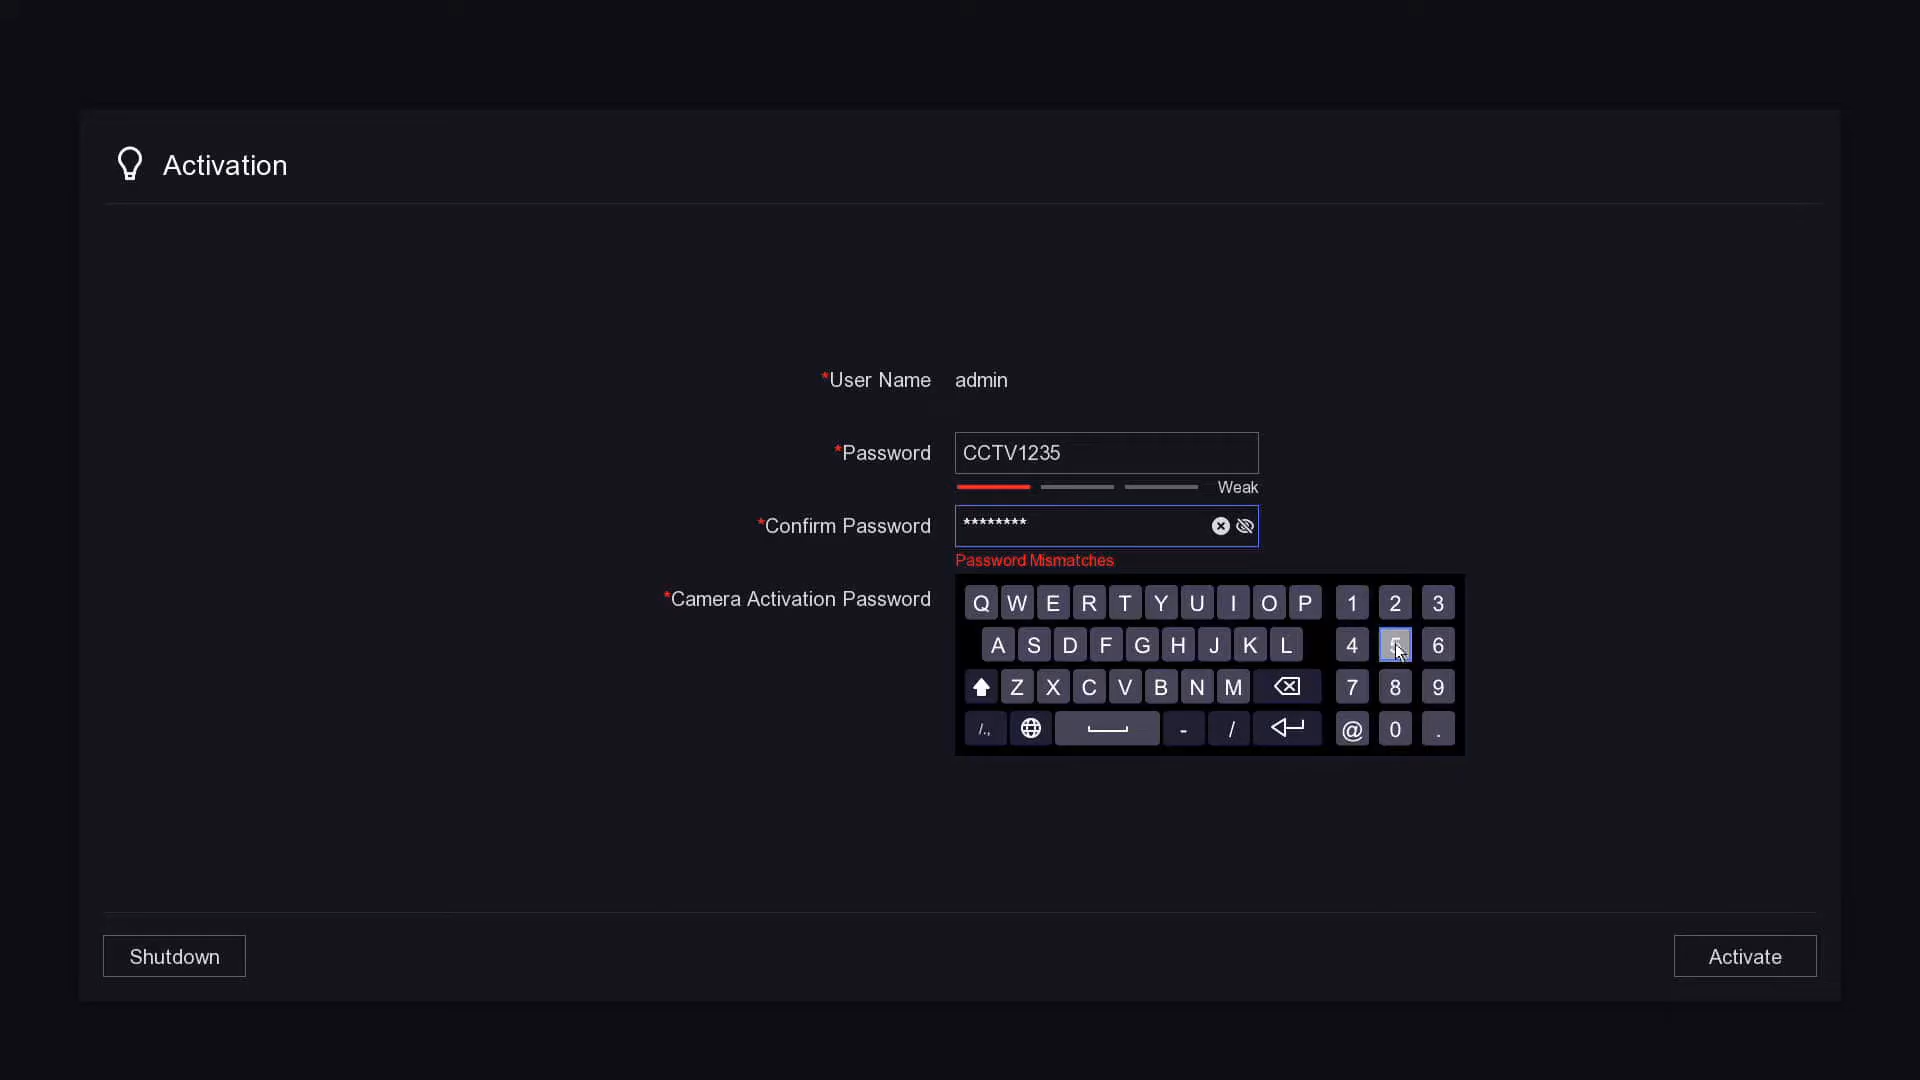 Activation
*User Name admin
*Password CCTV1235
Weak
*Confirm Password ********
Password Mismatches
*Camera Activation Password
Q W E R T Y U I O P 1 2 3
A S D F G H J K L 4 5 6
Z X C V B N M 7 8 9
/., - / @ 0 .
Shutdown Activate